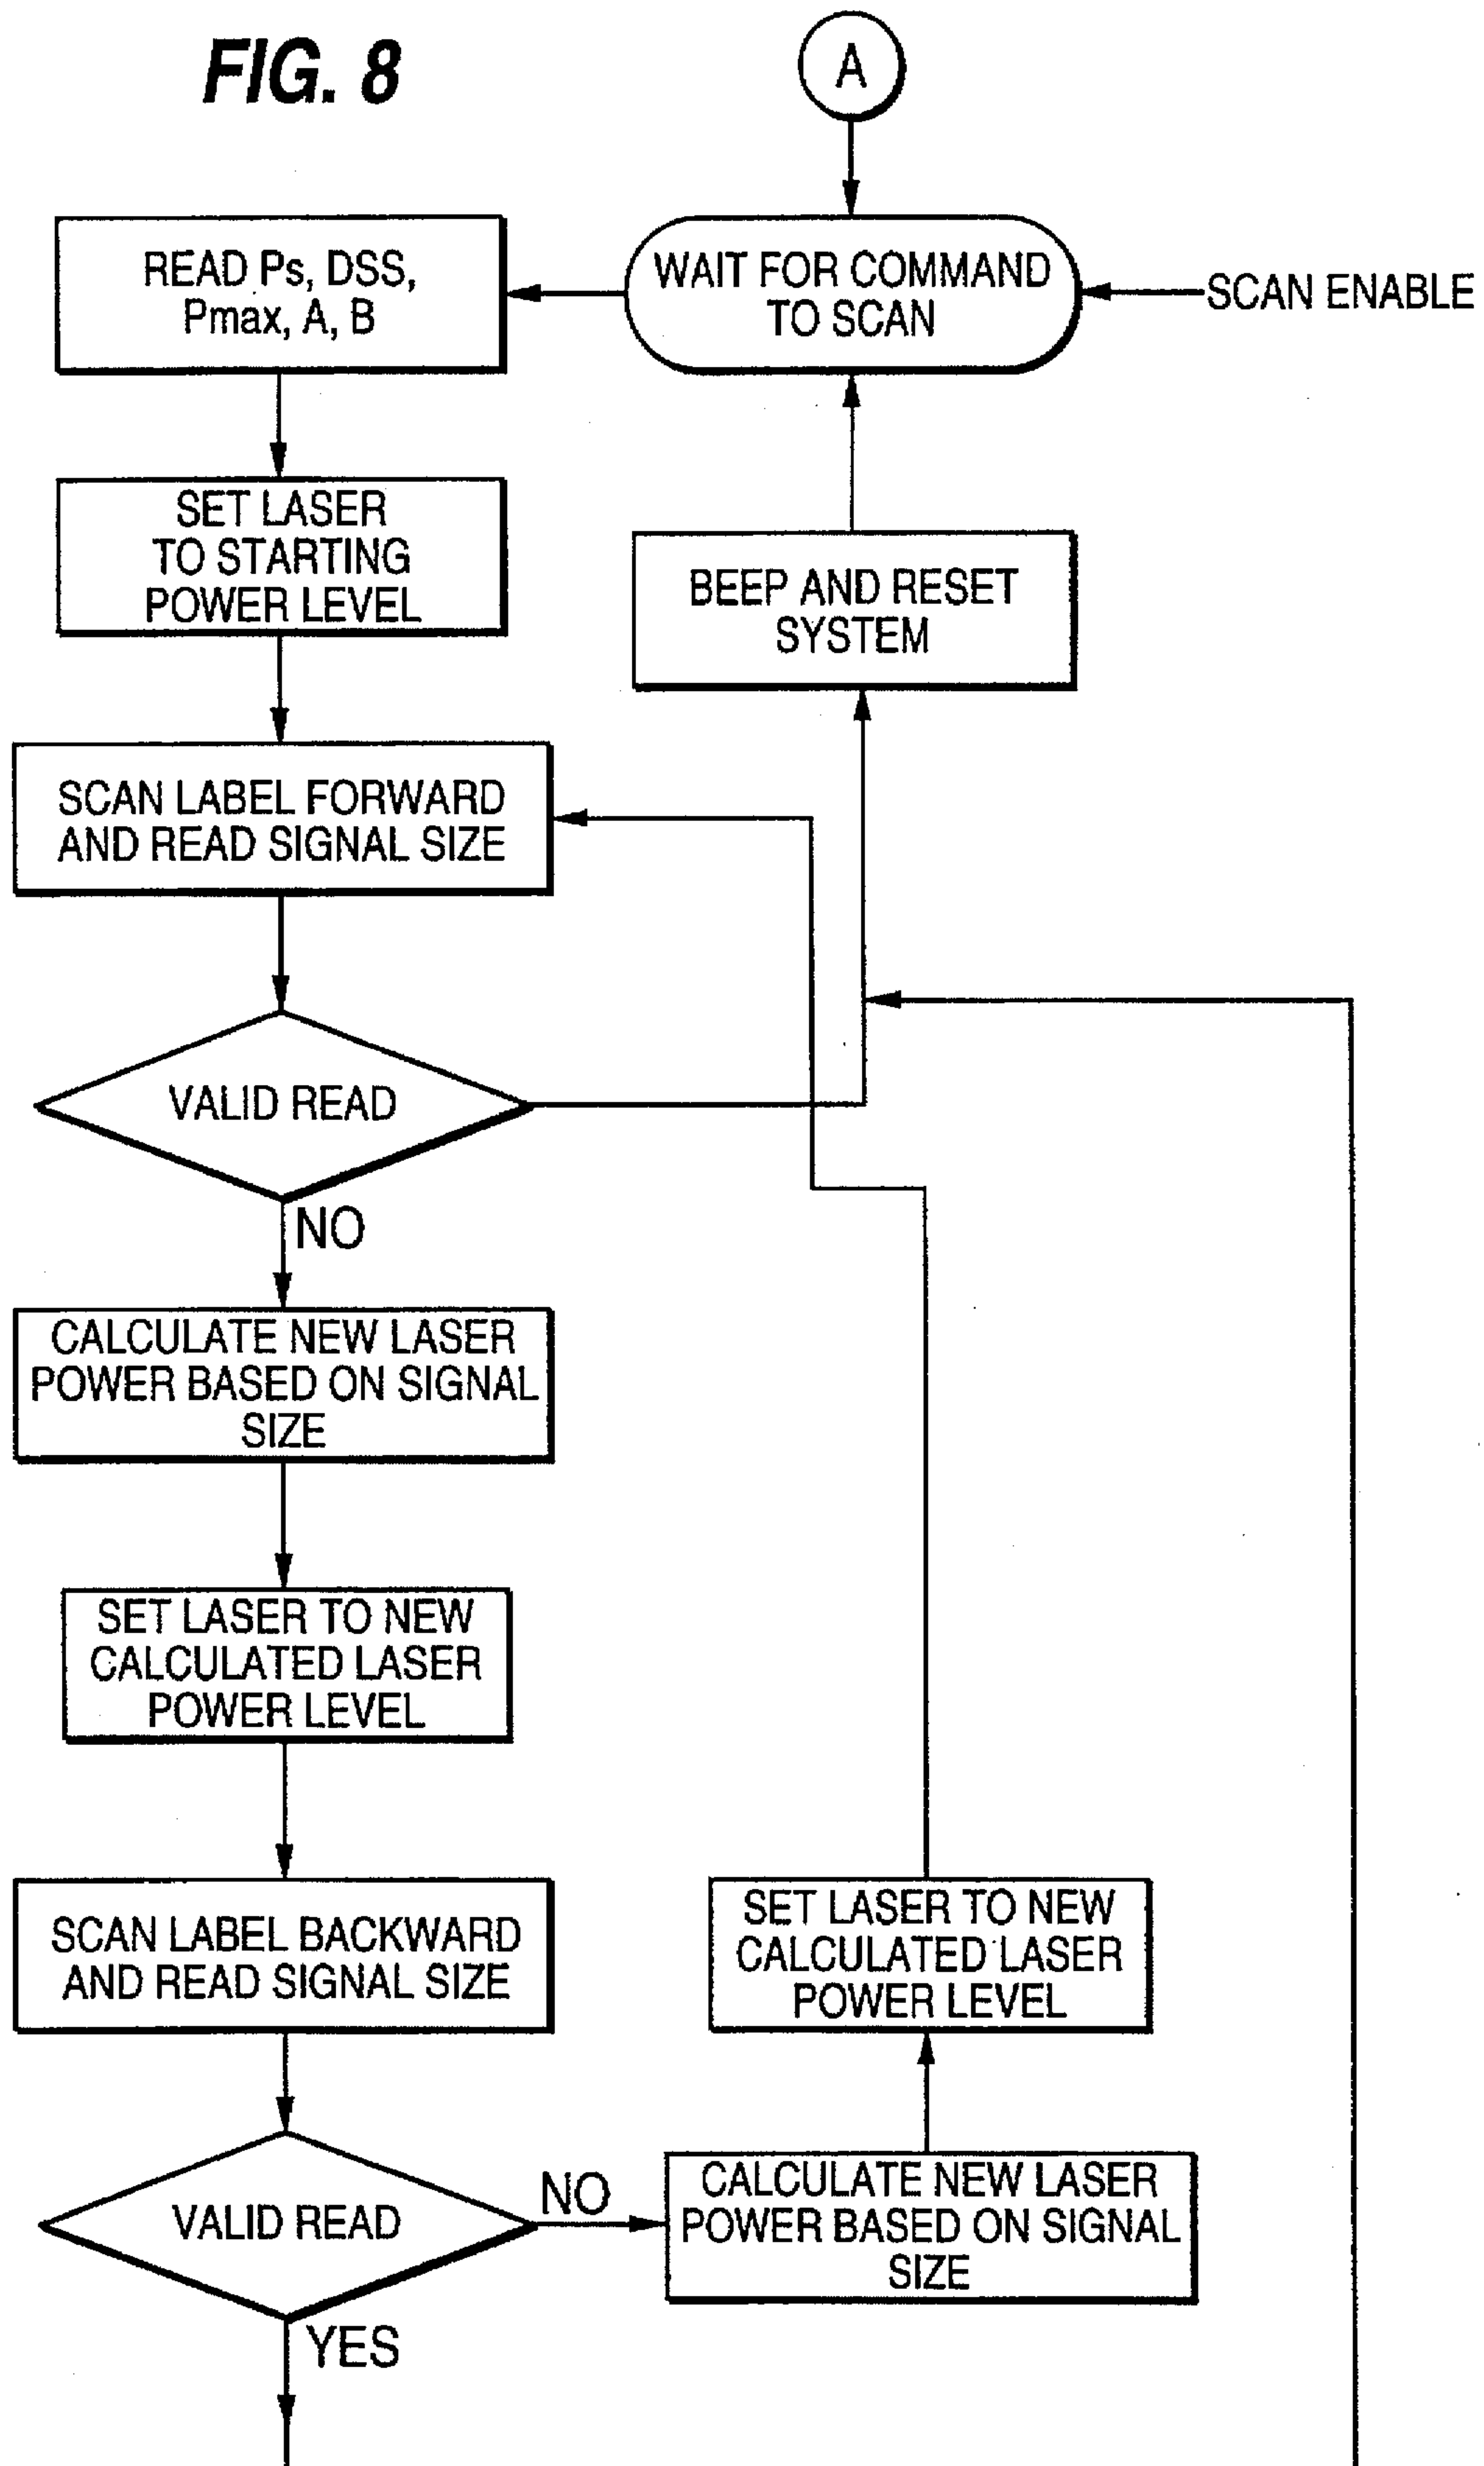 FIG. 8
A
READ Ps, DSS,
Pmax, A, B
WAIT FOR COMMAND
TO SCAN
SCAN ENABLE
SET LASER
TO STARTING
POWER LEVEL
BEEP AND RESET
SYSTEM
SCAN LABEL FORWARD
AND READ SIGNAL SIZE
VALID READ
NO
CALCULATE NEW LASER
POWER BASED ON SIGNAL
SIZE
SET LASER TO NEW
CALCULATED LASER
POWER LEVEL
SCAN LABEL BACKWARD
AND READ SIGNAL SIZE
SET LASER TO NEW
CALCULATED LASER
POWER LEVEL
VALID READ
NO
CALCULATE NEW LASER
POWER BASED ON SIGNAL
SIZE
YES